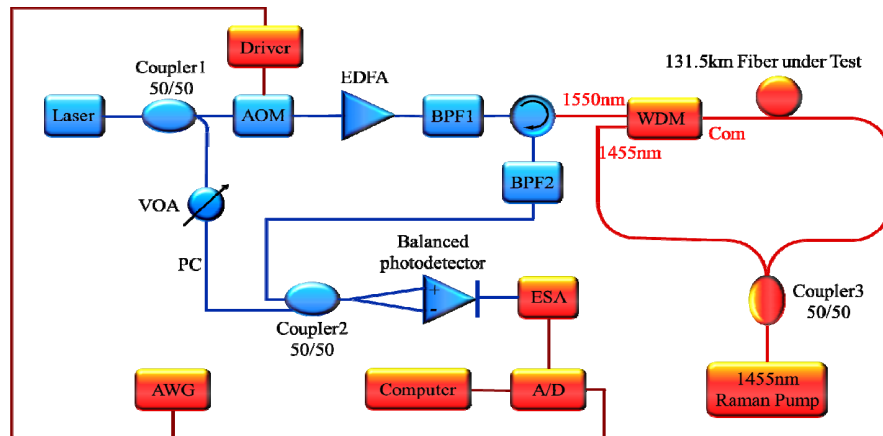 Driver
Coupler1
50/50
EDFA
131.5km Fiber under Test
Laser
AOM
BPF1
1550nm
WDM
Com
1455nm
BPF2
VOA
PC
Balanced
photodetector
+
-
ESA
Coupler2
50/50
Coupler3
50/50
AWG
Computer
A/D
1455nm
Raman Pump